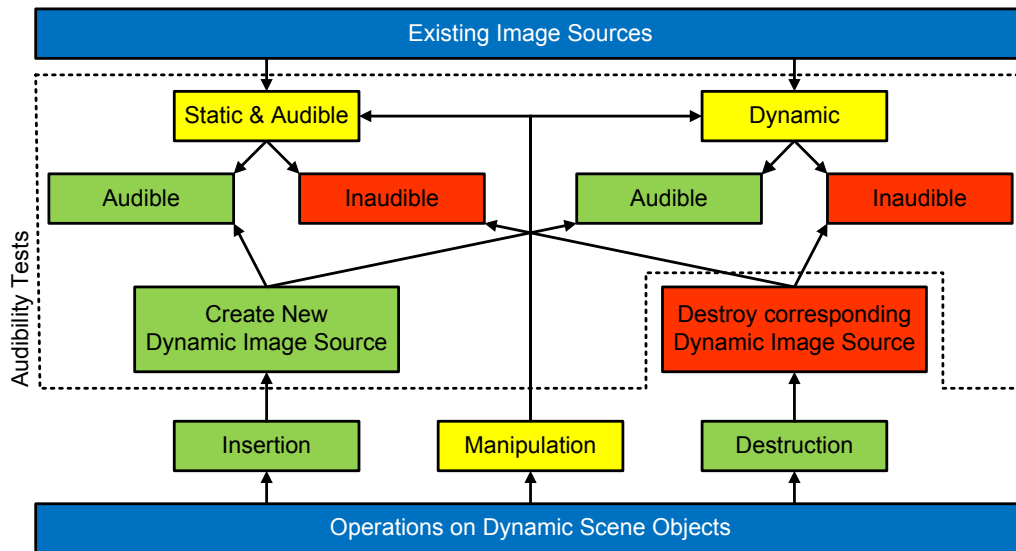 Existing Image Sources
Static & Audible
Dynamic
Audible
Inaudible
Audible
Inaudible
Audibility Tests
Create New
Dynamic Image Source
Destroy corresponding
Dynamic Image Source
Insertion
Manipulation
Destruction
Operations on Dynamic Scene Objects